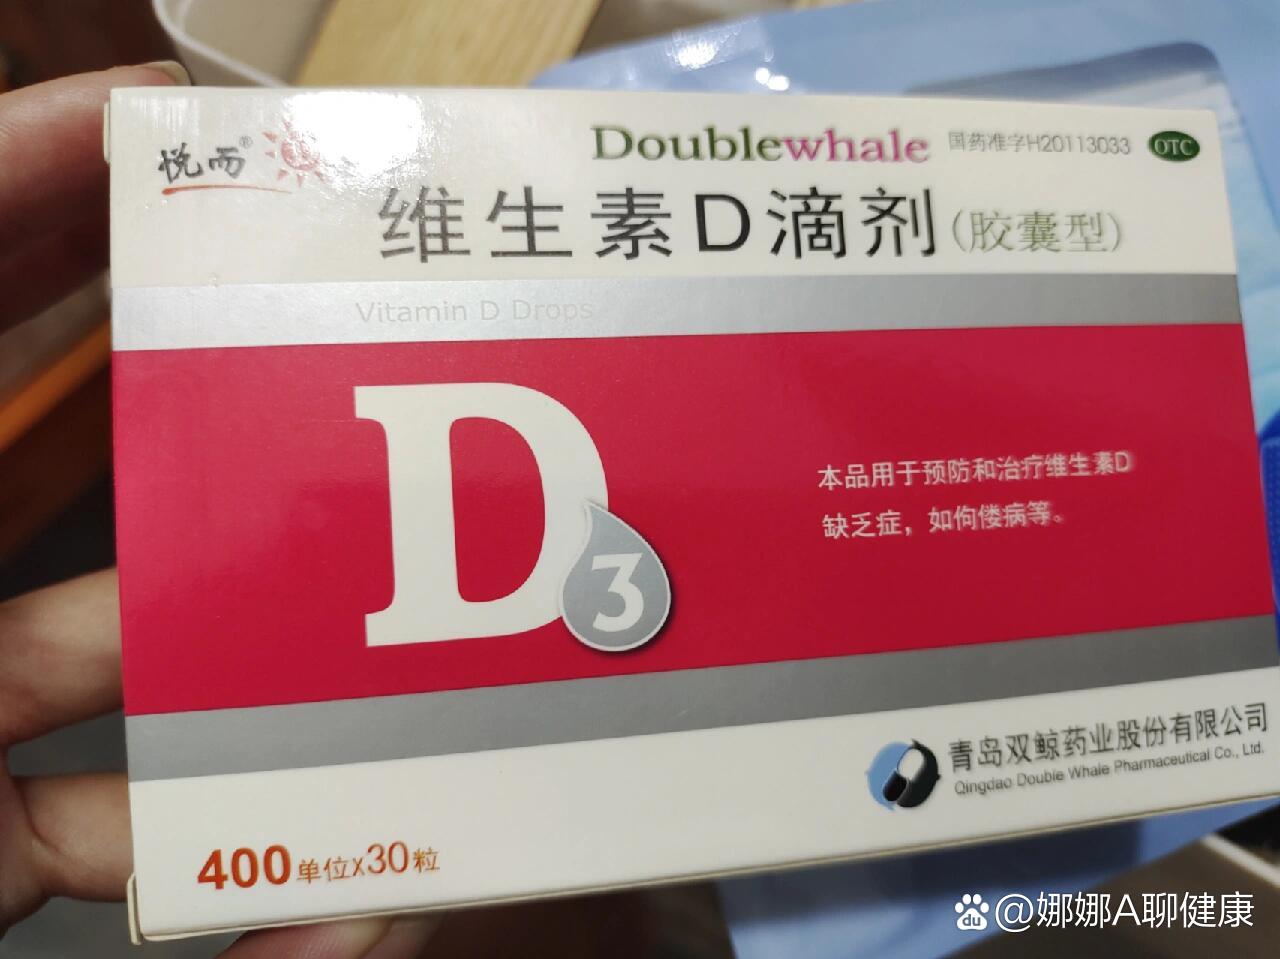 悦而®
Doublewhale 国药准字H20113033 OTC
维生素D滴剂(胶囊型)
Vitamin D Drops
D3
本品用于预防和治疗维生素D
缺乏症，如佝偻病等。
青岛双鲸药业股份有限公司
Qingdao Double Whale Pharmaceutical Co., Ltd.
400单位x30粒
du @娜娜A聊健康